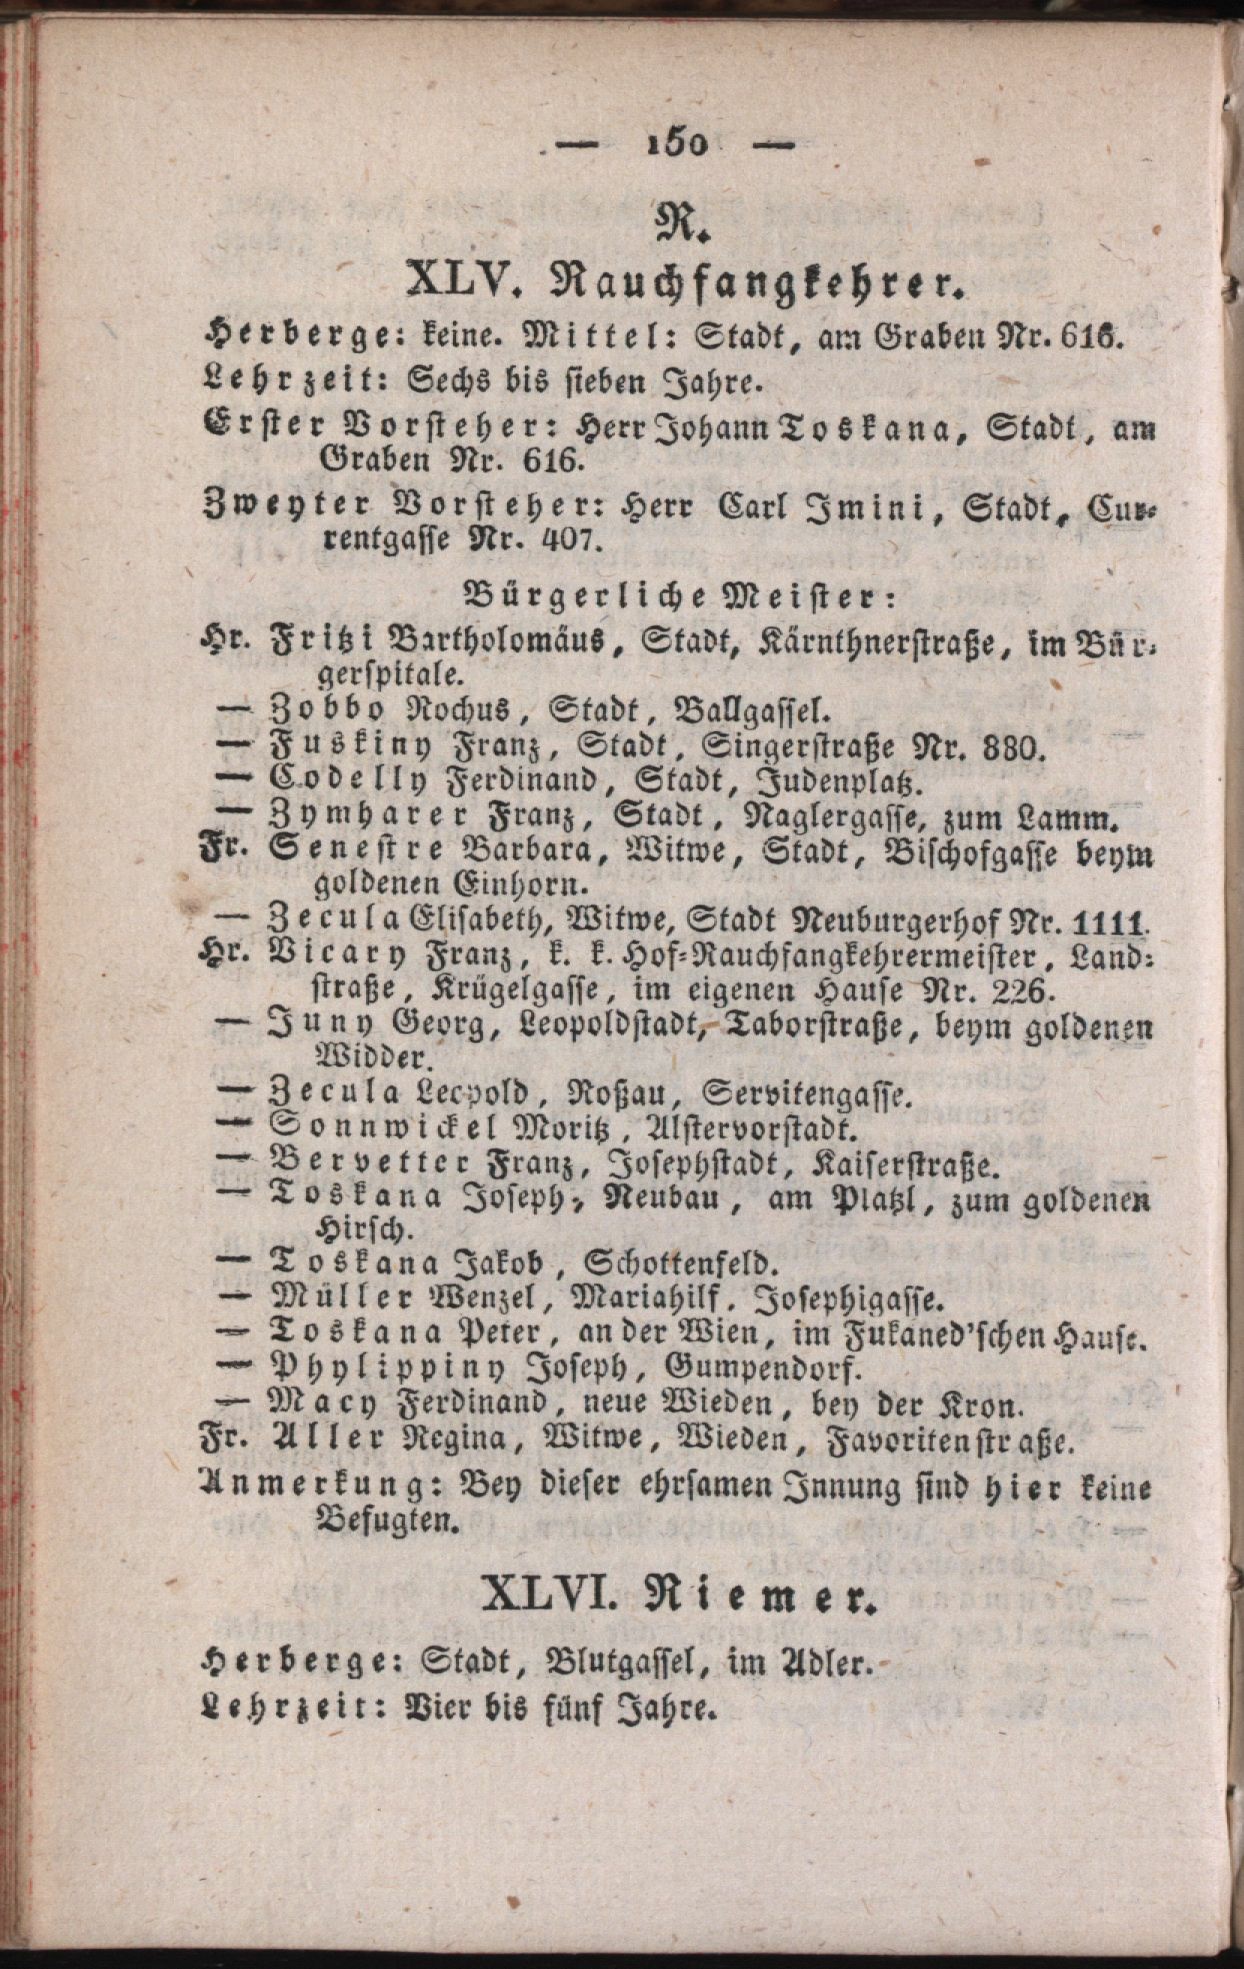 — 150 —
R.
XLV. Rauchfangkehrer.
Herberge: keine. Mittel: Stadt, am Graben Nr. 616.
Lehrzeit: Sechs bis sieben Jahre.
Erster Vorsteher: Herr Johann Toskana, Stadt, am
Graben Nr. 616.
Zweyter Vorsteher: Herr Carl Imini, Stadt, Cur-
rentgasse Nr. 407.
Bürgerliche Meister:
Hr. Fritzi Bartholomäus, Stadt, Kärnthnerstraße, im Bür-
gerspitale.
— Zobbo Rochus, Stadt, Ballgassel.
— Fuskiny Franz, Stadt, Singerstraße Nr. 880.
— Codelly Ferdinand, Stadt, Judenplatz.
— Zymharer Franz, Stadt, Naglergasse, zum Lamm.
Fr. Senestre Barbara, Witwe, Stadt, Bischofgasse beym
goldenen Einhorn.
— Zecula Elisabeth, Witwe, Stadt Neuburgerhof Nr. 1111.
Hr. Vicary Franz, k. k. Hof-Rauchfangkehrermeister, Land-
straße, Krügelgasse, im eigenen Hause Nr. 226.
— Juny Georg, Leopoldstadt, Taborstraße, beym goldenen
Widder.
— Zecula Leopold, Roßau, Servitengasse.
— Sonnwickel Moritz, Alstervorstadt.
— Bervetter Franz, Josephstadt, Kaiserstraße.
— Toskana Joseph, Neubau, am Platzl, zum goldenen
Hirsch.
— Toskana Jakob, Schottenfeld.
— Müller Wenzel, Mariahilf, Josephigasse.
— Toskana Peter, an der Wien, im Fukaned'schen Hause.
— Phylippiny Joseph, Gumpendorf.
— Macy Ferdinand, neue Wieden, bey der Kron.
Fr. Aller Regina, Witwe, Wieden, Favoritenstraße.
Anmerkung: Bey dieser ehrsamen Innung sind hier keine
Befugten.
XLVI. Riemer.
Herberge: Stadt, Blutgassel, im Adler.
Lehrzeit: Vier bis fünf Jahre.